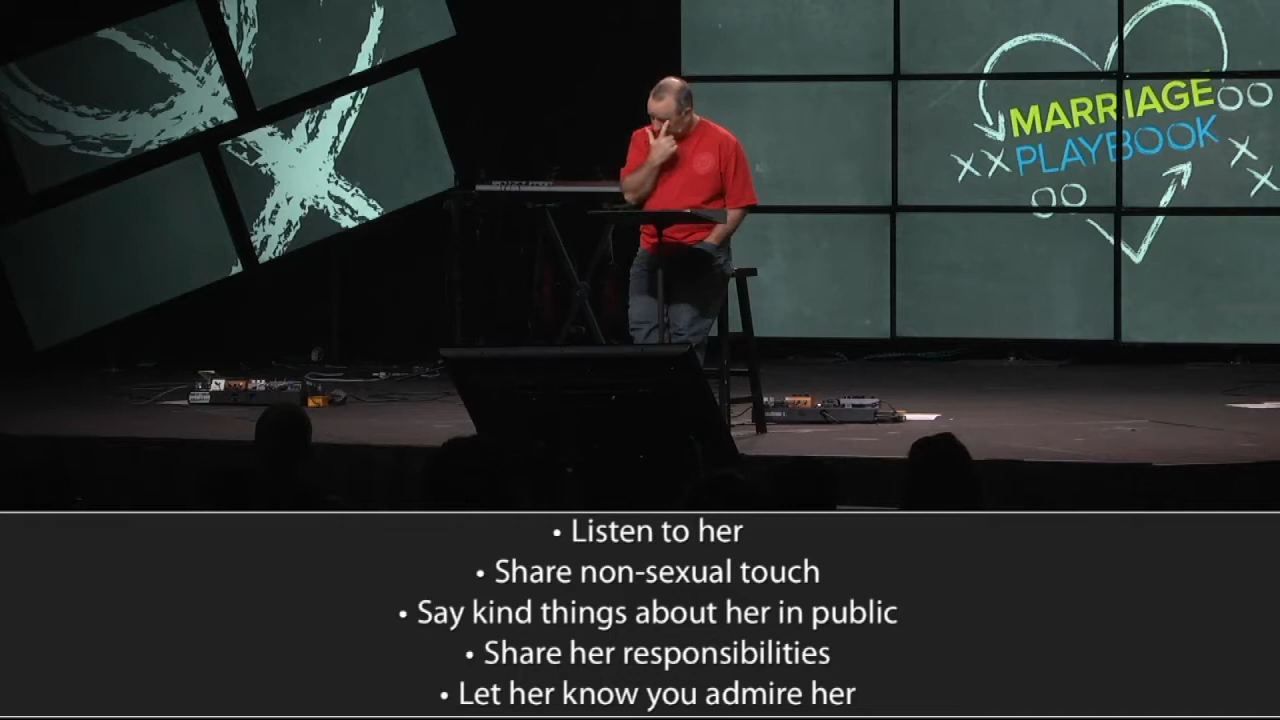 MARRIAGE
PLAYBOOK
• Listen to her
• Share non-sexual touch
• Say kind things about her in public
• Share her responsibilities
• Let her know you admire her